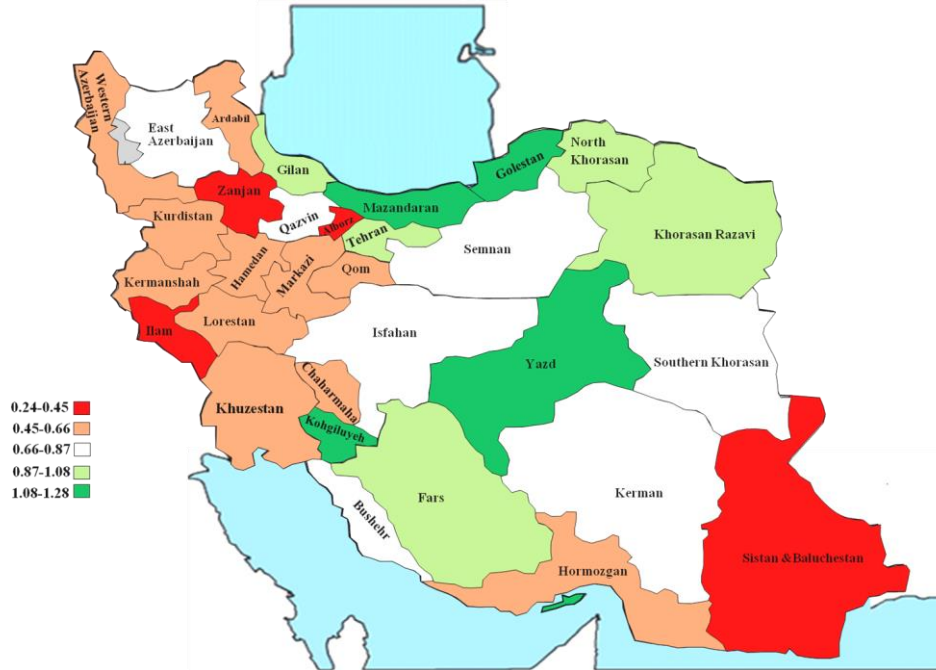 Western
Azerbaijan
East
Azerbaijan
Ardabil
Gilan
Zanjan
Qazvin
Alborz
Mazandaran
Golestan
North
Khorasan
Tehran
Semnan
Khorasan Razavi
Kurdistan
Hamedan
Markazi
Qom
Kermanshah
Lorestan
Ilam
Isfahan
Yazd
Southern Khorasan
Khuzestan
Chaharmaha
Kohgiluyeh
Fars
Kerman
Bushehr
Hormozgan
Sistan &Baluchestan
0.24-0.45
0.45-0.66
0.66-0.87
0.87-1.08
1.08-1.28